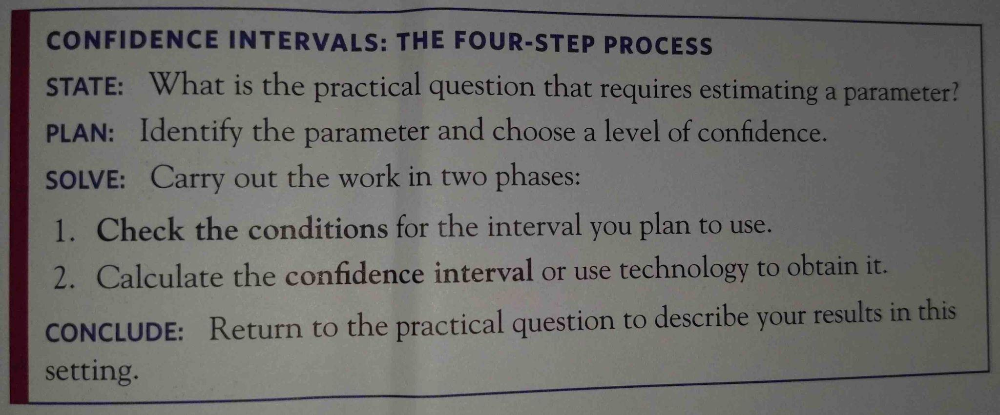 CONFIDENCE INTERVALS: THE FOUR-STEP PROCESS
STATE: What is the practical question that requires estimating a parameter?
PLAN: Identify the parameter and choose a level of confidence.
SOLVE: Carry out the work in two phases:
1. Check the conditions for the interval you plan to use.
2. Calculate the confidence interval or use technology to obtain it.
CONCLUDE: Return to the practical question to describe your results in this
setting.